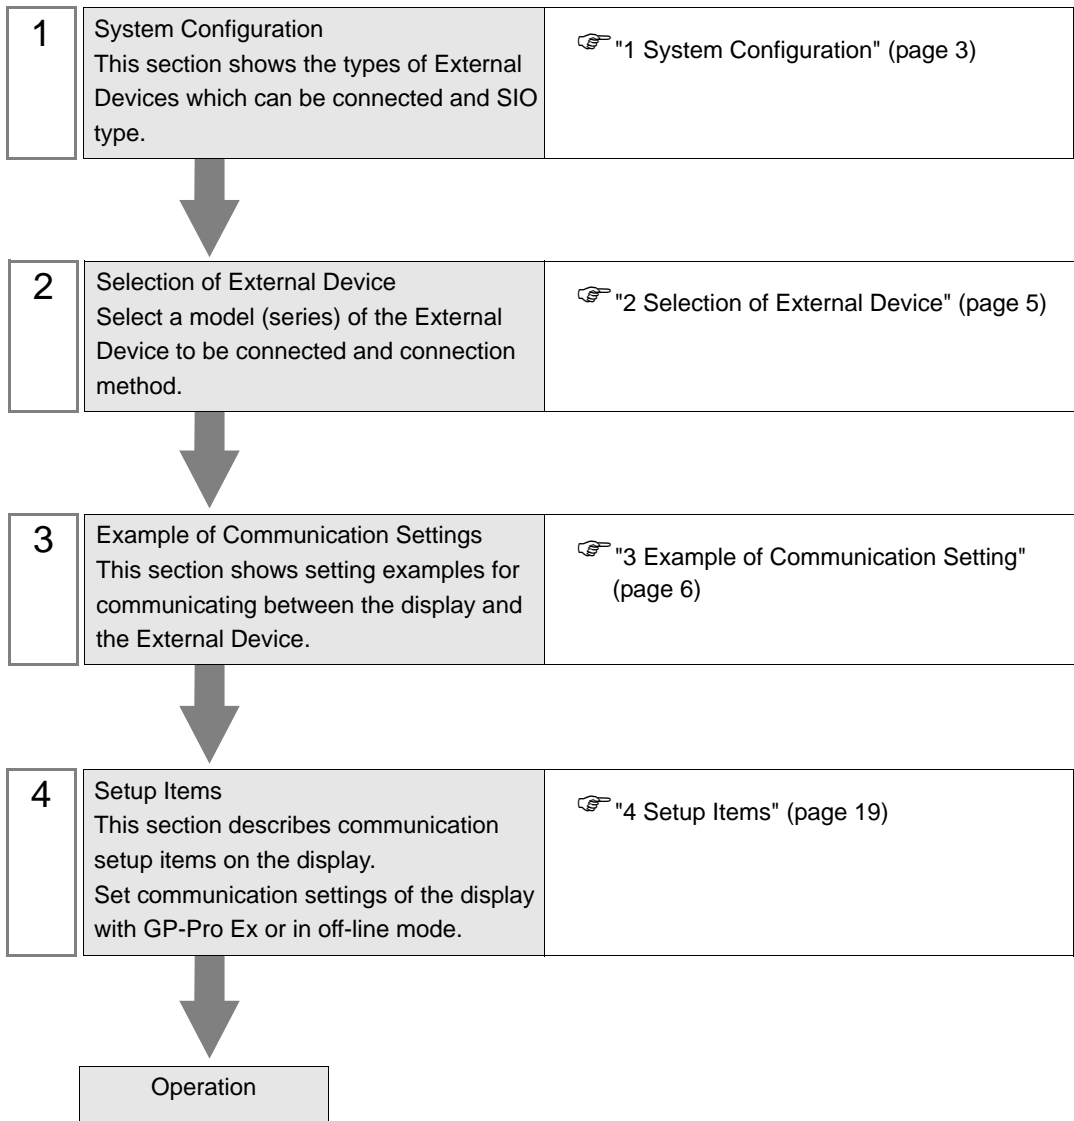 1
System Configuration
This section shows the types of External
Devices which can be connected and SIO
type.
"1 System Configuration" (page 3)
2
Selection of External Device
Select a model (series) of the External
Device to be connected and connection
method.
"2 Selection of External Device" (page 5)
3
Example of Communication Settings
This section shows setting examples for
communicating between the display and
the External Device.
"3 Example of Communication Setting"
(page 6)
4
Setup Items
This section describes communication
setup items on the display.
Set communication settings of the display
with GP-Pro Ex or in off-line mode.
"4 Setup Items" (page 19)
Operation